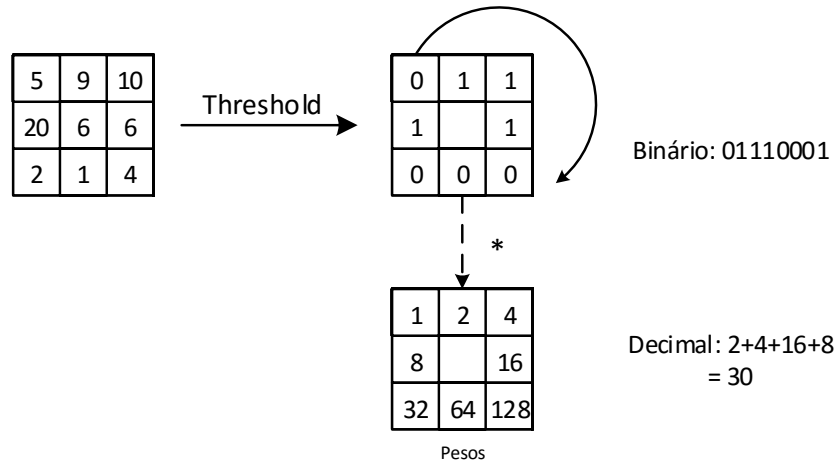 5 9 10
20 6 6
2 1 4
Threshold
0 1 1
1 1
0 0 0
Binário: 01110001
*
1 2 4
8 16
32 64 128
Pesos
Decimal: 2+4+16+8
= 30